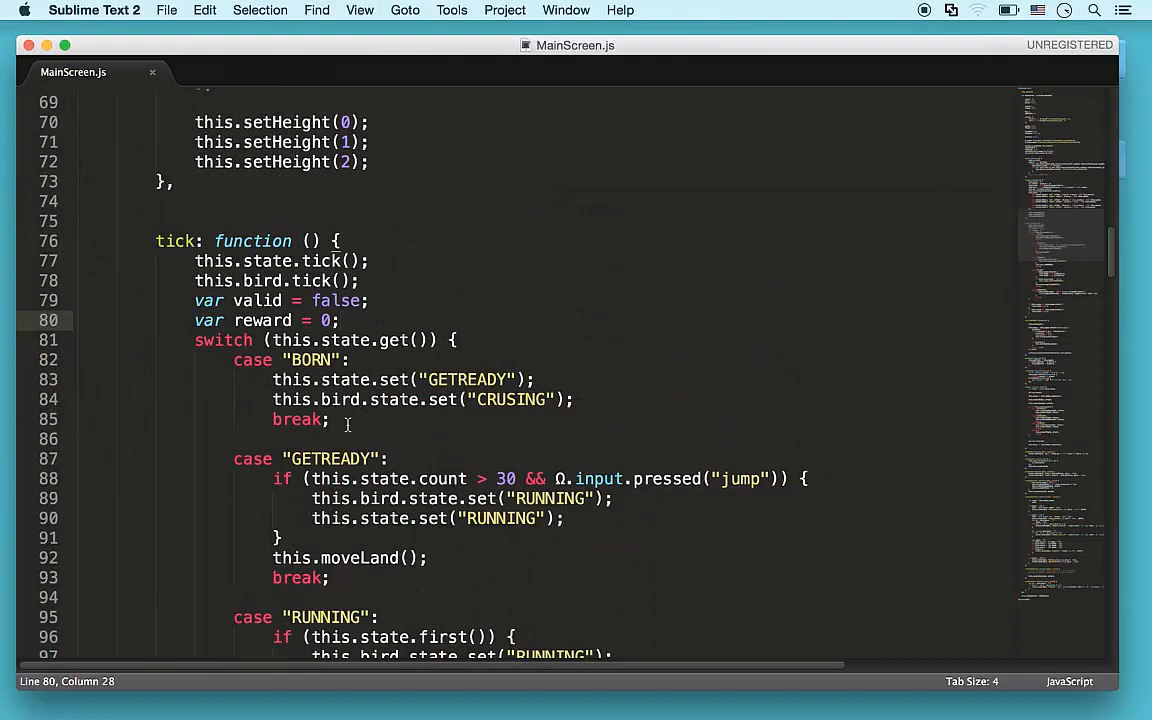 Sublime Text 2 File Edit Selection Find View Goto Tools Project Window Help
MainScreen.js UNREGISTERED
MainScreen.js ×
69
70 this.setHeight(0);
71 this.setHeight(1);
72 this.setHeight(2);
73 },
74
75
76 tick: function () {
77 this.state.tick();
78 this.bird.tick();
79 var valid = false;
80 var reward = 0;
81 switch (this.state.get()) {
82 case "BORN":
83 this.state.set("GETREADY");
84 this.bird.state.set("CRUSING");
85 break;
86
87 case "GETREADY":
88 if (this.state.count > 30 && Ω.input.pressed("jump")) {
89 this.bird.state.set("RUNNING");
90 this.state.set("RUNNING");
91 }
92 this.moveLand();
93 break;
94
95 case "RUNNING":
96 if (this.state.first()) {
97 this.bird.state.set("RUNNING");
Line 80, Column 28 Tab Size: 4 JavaScript